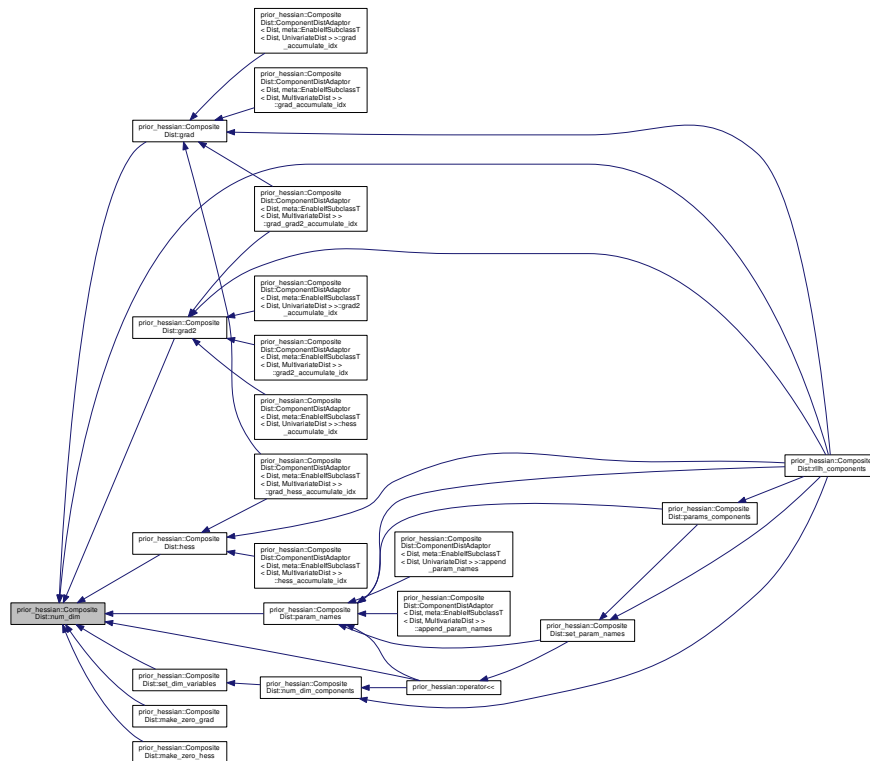 prior_hessian::Composite
Dist::ComponentDistAdaptor
< Dist, meta::EnableIfSubclassT
< Dist, UnivariateDist > >::grad
_accumulate_idx
prior_hessian::Composite
Dist::ComponentDistAdaptor
< Dist, meta::EnableIfSubclassT
< Dist, MultivariateDist > >
::grad_accumulate_idx
prior_hessian::Composite
Dist::grad
prior_hessian::Composite
Dist::ComponentDistAdaptor
< Dist, meta::EnableIfSubclassT
< Dist, MultivariateDist > >
::grad_grad2_accumulate_idx
prior_hessian::Composite
Dist::ComponentDistAdaptor
< Dist, meta::EnableIfSubclassT
< Dist, UnivariateDist > >::grad2
_accumulate_idx
prior_hessian::Composite
Dist::grad2
prior_hessian::Composite
Dist::ComponentDistAdaptor
< Dist, meta::EnableIfSubclassT
< Dist, MultivariateDist > >
::grad2_accumulate_idx
prior_hessian::Composite
Dist::ComponentDistAdaptor
< Dist, meta::EnableIfSubclassT
< Dist, UnivariateDist > >::hess
_accumulate_idx
prior_hessian::Composite
Dist::ComponentDistAdaptor
< Dist, meta::EnableIfSubclassT
< Dist, MultivariateDist > >
::grad_hess_accumulate_idx
prior_hessian::Composite
Dist::rllh_components
prior_hessian::Composite
Dist::params_components
prior_hessian::Composite
Dist::hess
prior_hessian::Composite
Dist::ComponentDistAdaptor
< Dist, meta::EnableIfSubclassT
< Dist, MultivariateDist > >
::hess_accumulate_idx
prior_hessian::Composite
Dist::ComponentDistAdaptor
< Dist, meta::EnableIfSubclassT
< Dist, UnivariateDist > >::append
_param_names
prior_hessian::Composite
Dist::num_dim
prior_hessian::Composite
Dist::param_names
prior_hessian::Composite
Dist::ComponentDistAdaptor
< Dist, meta::EnableIfSubclassT
< Dist, MultivariateDist > >
::append_param_names
prior_hessian::Composite
Dist::set_param_names
prior_hessian::Composite
Dist::set_dim_variables
prior_hessian::Composite
Dist::num_dim_components
prior_hessian::operator<<
prior_hessian::Composite
Dist::make_zero_grad
prior_hessian::Composite
Dist::make_zero_hess